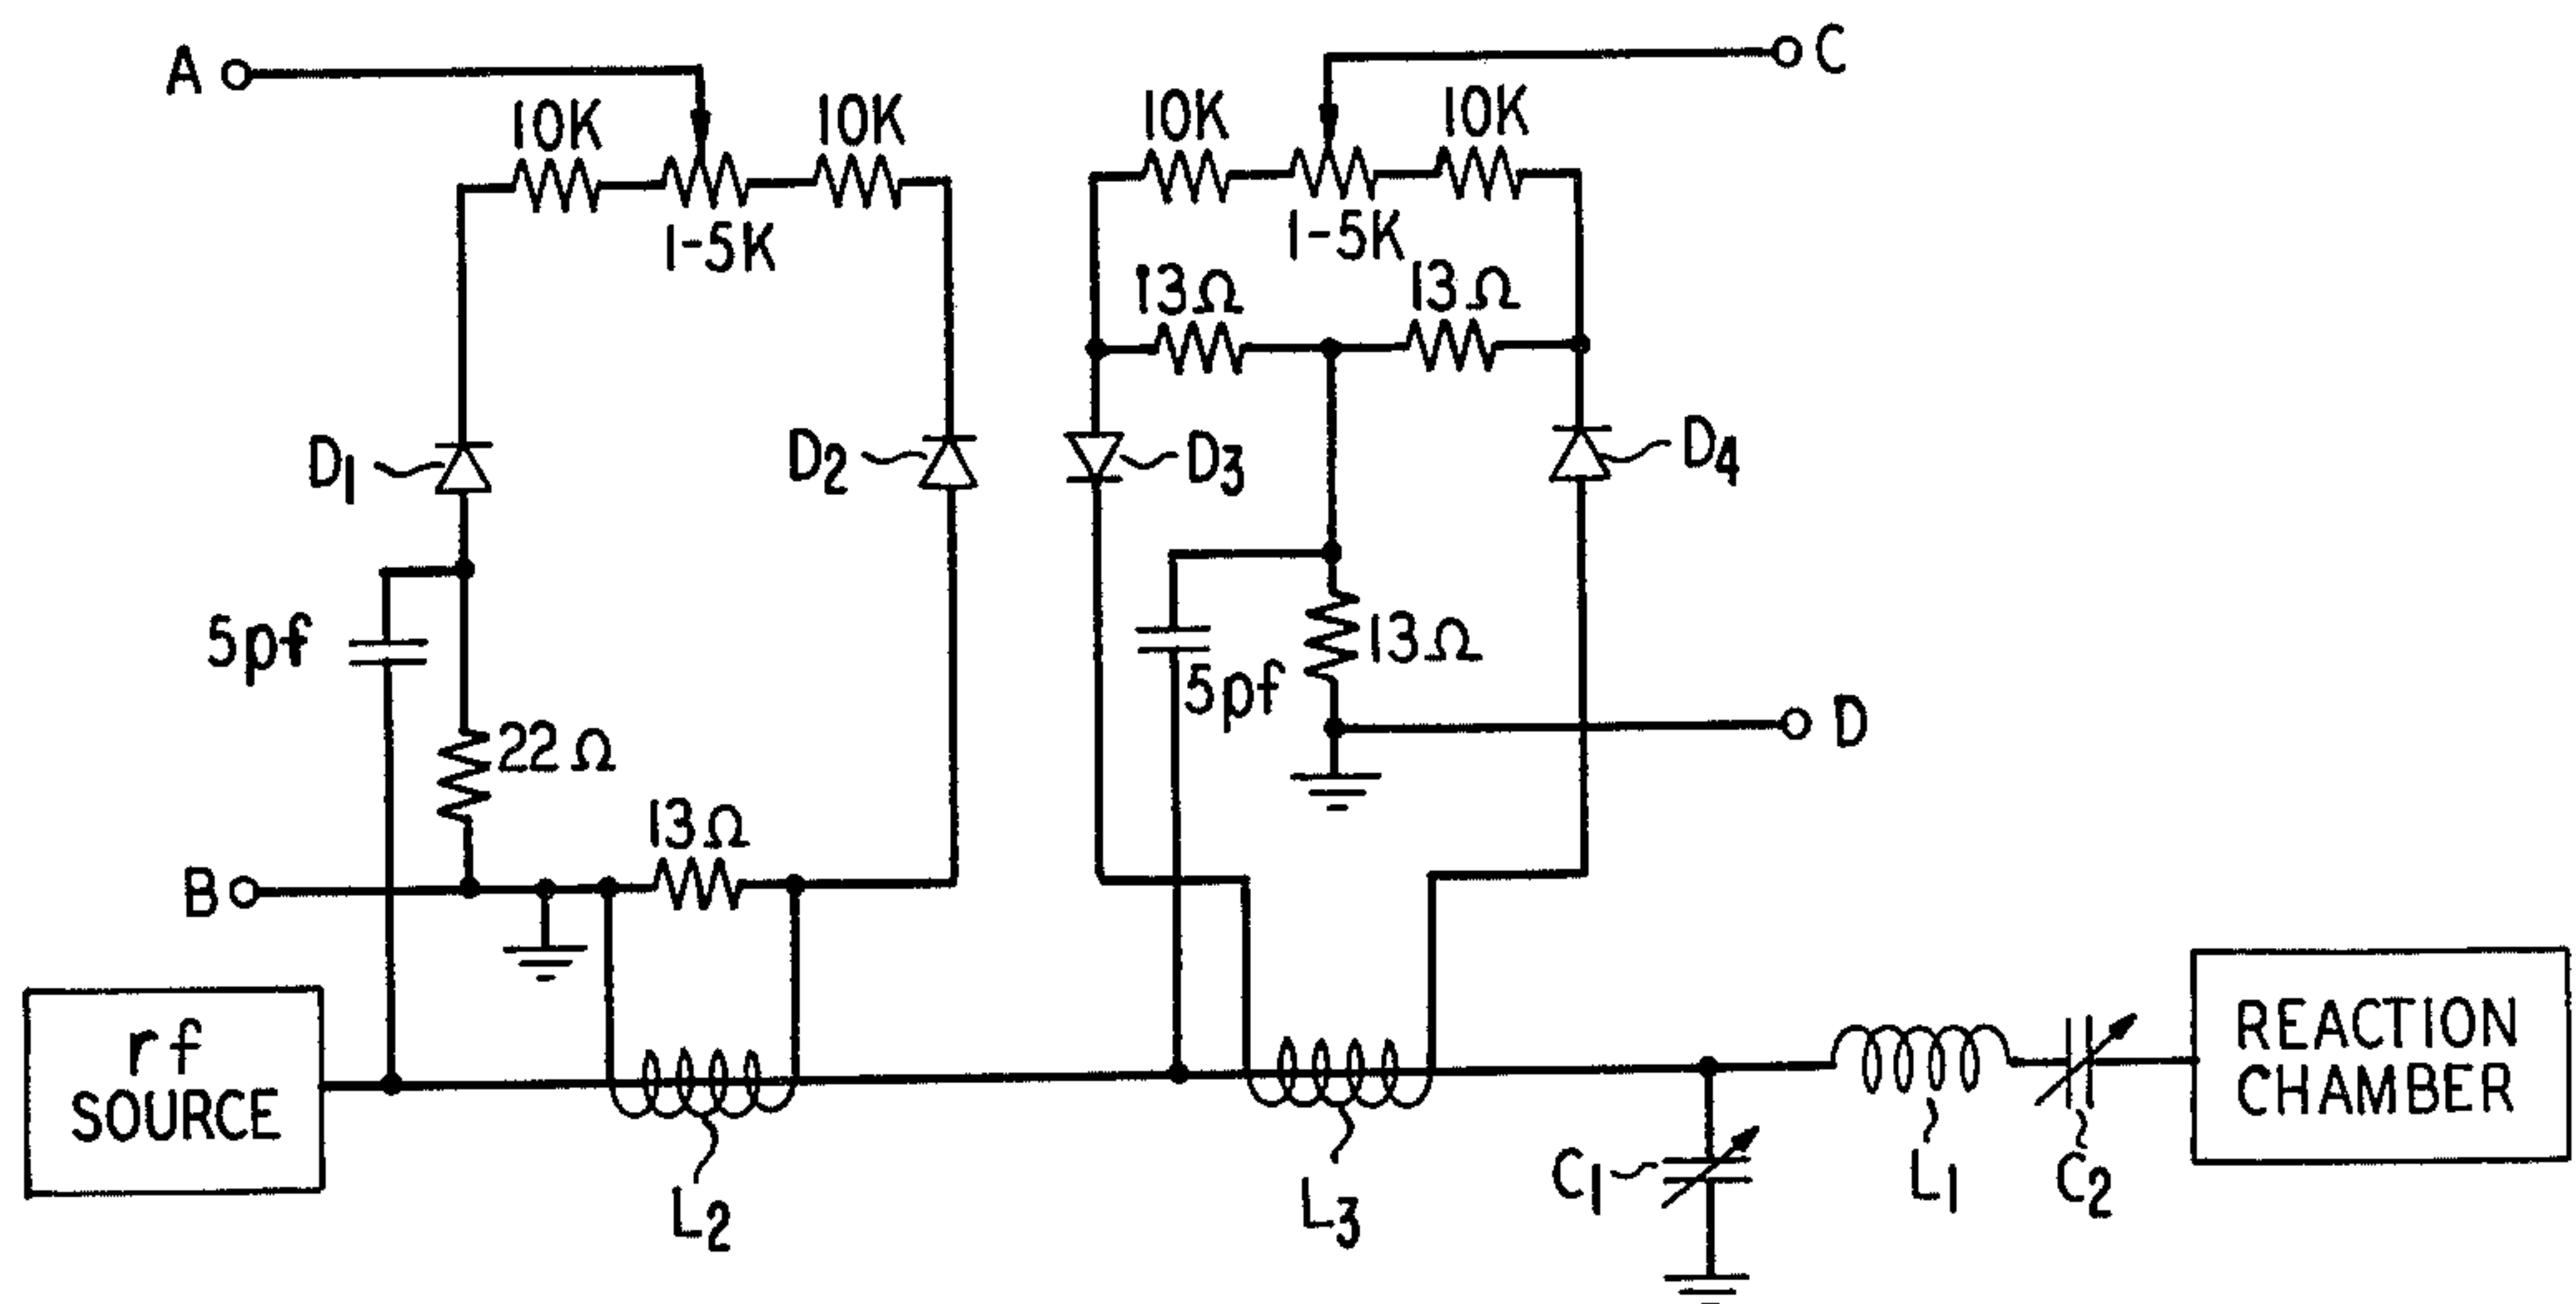 A
C
10K
10K
10K
10K
1-5K
1-5K
13Ω
13Ω
D1
D2
D3
D4
5pf
13Ω
5pf
22Ω
D
13Ω
B
rf
SOURCE
REACTION
CHAMBER
L2
L3
C1
L1
C2